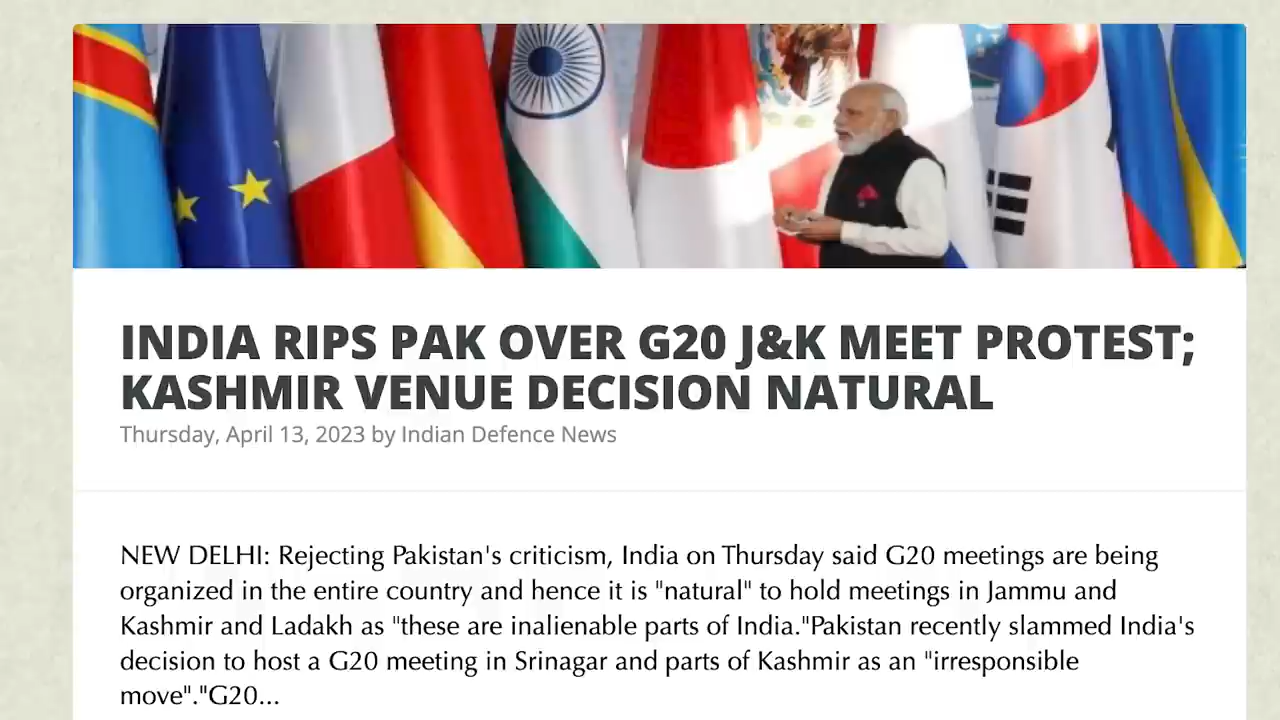 INDIA RIPS PAK OVER G20 J&K MEET PROTEST;
KASHMIR VENUE DECISION NATURAL
Thursday, April 13, 2023 by Indian Defence News
NEW DELHI: Rejecting Pakistan's criticism, India on Thursday said G20 meetings are being
organized in the entire country and hence it is "natural" to hold meetings in Jammu and
Kashmir and Ladakh as "these are inalienable parts of India."Pakistan recently slammed India's
decision to host a G20 meeting in Srinagar and parts of Kashmir as an "irresponsible
move"."G20...